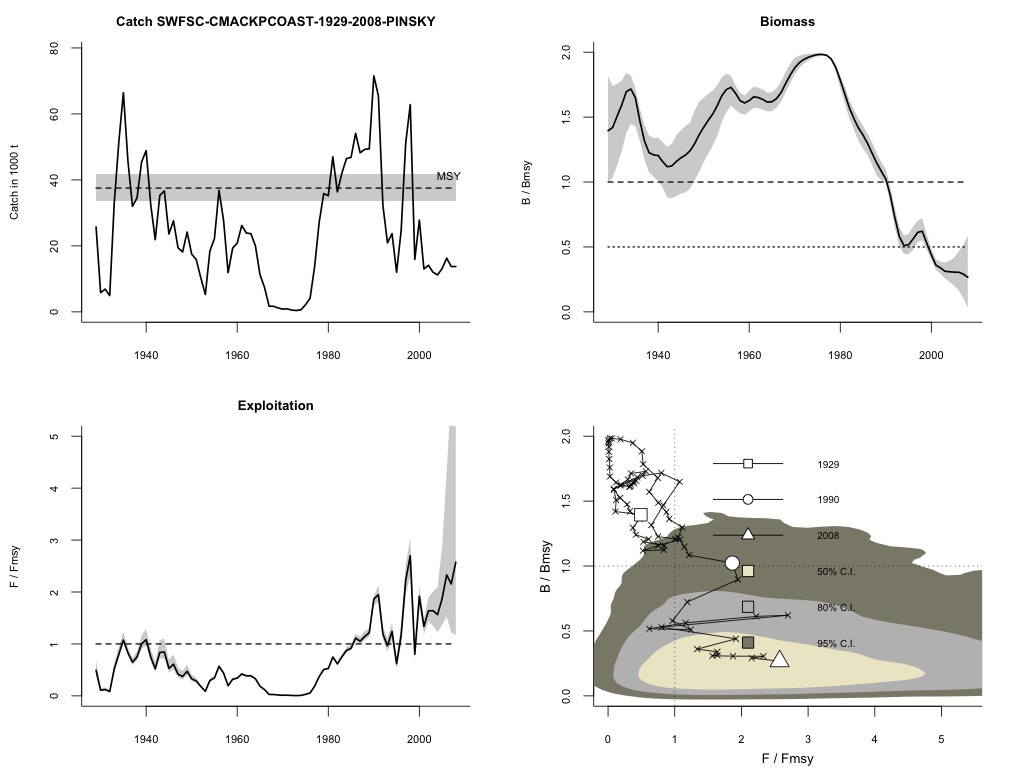 Catch SWFSC-CMACKPCOAST-1929-2008-PINSKY
Catch in 1000 t
0 20 40 60 80
MSY
1940 1960 1980 2000
Biomass
B / Bmsy
0.0 0.5 1.0 1.5 2.0
1940 1960 1980 2000
Exploitation
F / Fmsy
0 1 2 3 4 5
1940 1960 1980 2000
B / Bmsy
0.0 0.5 1.0 1.5 2.0
1929
1990
2008
50% C.I.
80% C.I.
95% C.I.
0 1 2 3 4 5
F / Fmsy